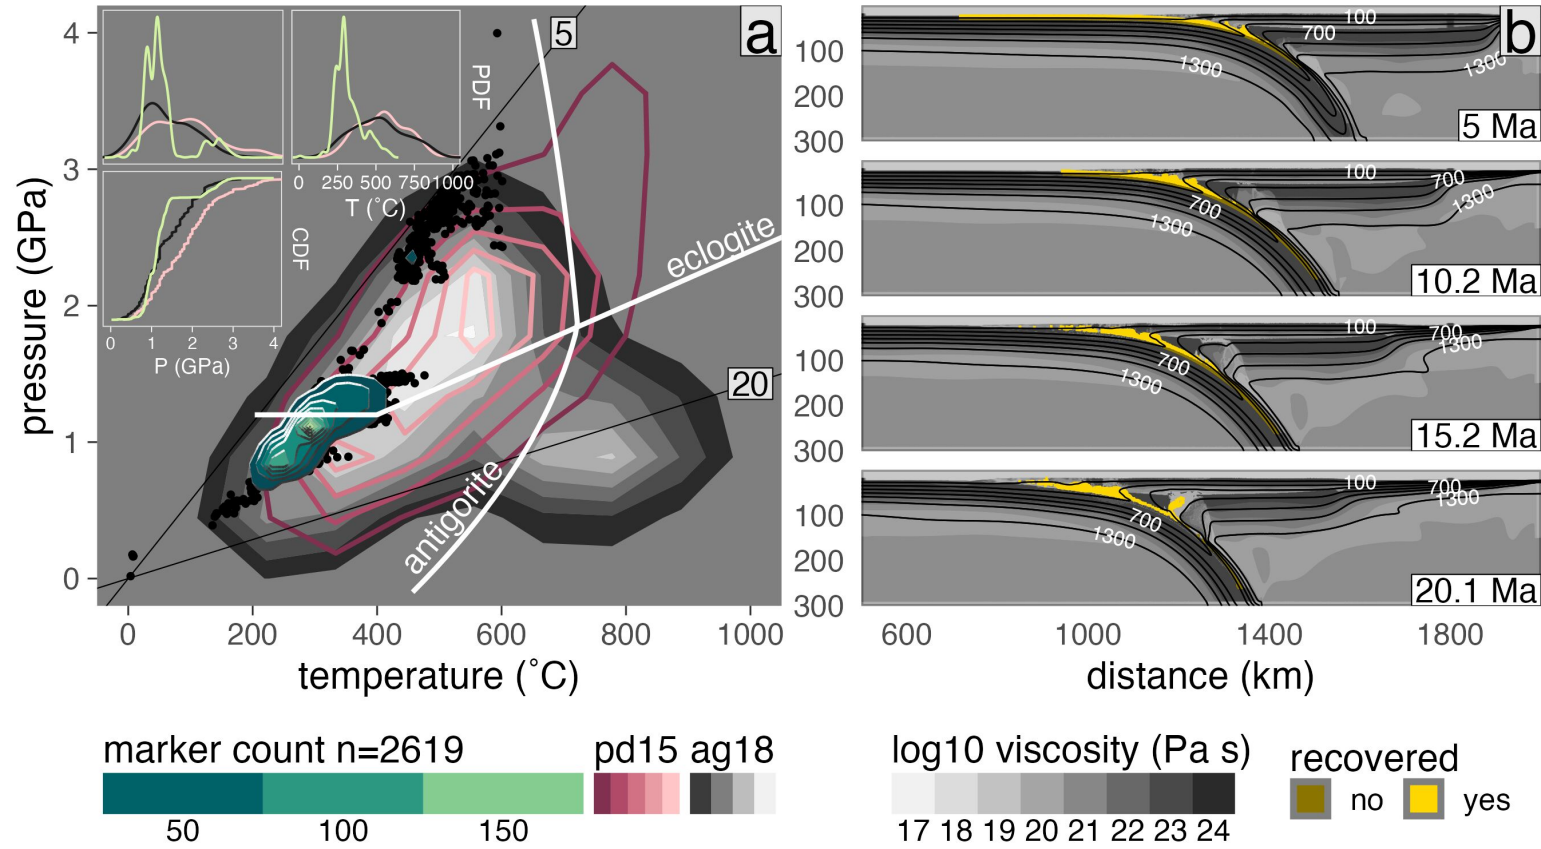 a
5
20
eclogite
antigorite
PDF
CDF
0 250 500 750 1000
T (˚C)
0 1 2 3 4
P (GPa)
pressure (GPa)
4
3
2
1
0
0 200 400 600 800 1000
temperature (˚C)
b
100
200
300
100
700
1300
1300
5 Ma
100
200
300
100
700
700
1300
1300
10.2 Ma
100
200
300
100
700
700
1300
1300
15.2 Ma
100
200
300
100
700
700
1300
1300
20.1 Ma
600 1000 1400 1800
distance (km)
marker count n=2619
50 100 150
pd15
ag18
log10 viscosity (Pa s)
17 18 19 20 21 22 23 24
recovered
no yes